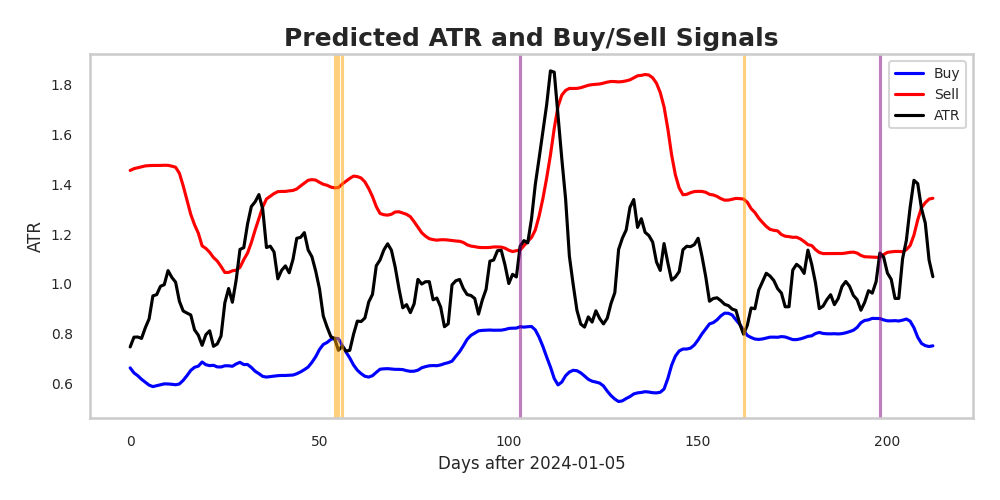 Predicted ATR and Buy/Sell Signals
Buy
Sell
ATR
1.8
1.6
1.4
1.2
1.0
0.8
0.6
ATR
0
50
100
150
200
Days after 2024-01-05